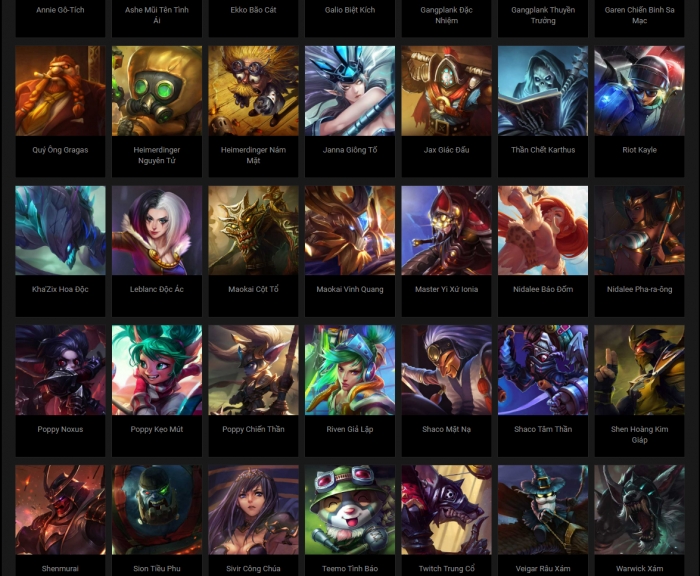 Annie Gô-Tích
Ashe Mũi Tên Tình
Ái
Ekko Bão Cát
Galio Biệt Kích
Gangplank Đặc
Nhiệm
Gangplank Thuyền
Trưởng
Garen Chiến Binh Sa
Mạc
Quý Ông Gragas
Heimerdinger
Nguyên Tử
Heimerdinger Nám
Mặt
Janna Giông Tố
Jax Giác Đấu
Thần Chết Karthus
Riot Kayle
Kha'Zix Hoa Độc
Leblanc Độc Ác
Maokai Cột Tổ
Maokai Vinh Quang
Master Yi Xứ Ionia
Nidalee Báo Đốm
Nidalee Pha-ra-ông
Poppy Noxus
Poppy Kẹo Mút
Poppy Chiến Thần
Riven Giả Lập
Shaco Mặt Nạ
Shaco Tâm Thần
Shen Hoàng Kim
Giáp
Shenmurai
Sion Tiều Phu
Sivir Công Chúa
Teemo Tình Báo
Twitch Trung Cổ
Veigar Râu Xám
Warwick Xám